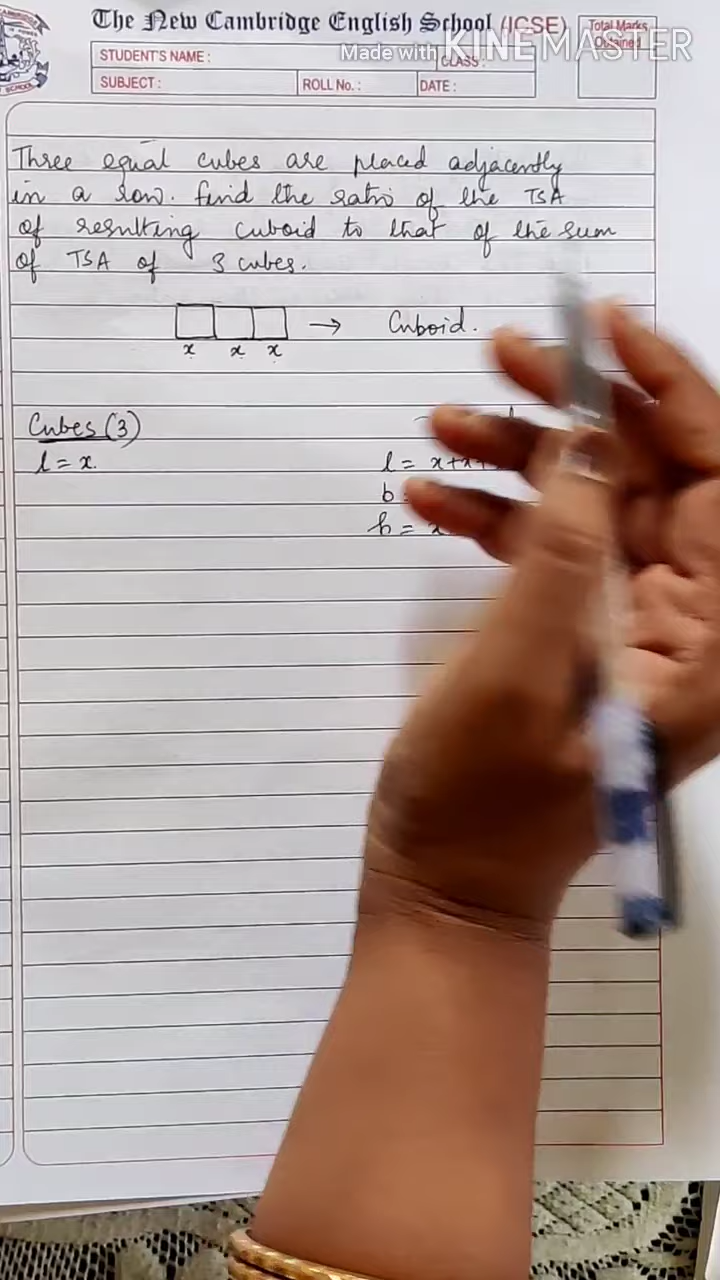 The New Cambridge English School (ICSE)
Total Marks
Obtained
Made with KINEMASTER
STUDENT'S NAME :
CLASS :
SUBJECT :
ROLL No. :
DATE :
Three equal cubes are placed adjacently
in a row. find the ratio of the TSA
of resulting cuboid to that of the sum
of TSA of 3 cubes.
→ Cuboid.
x x x
Cubes (3)
l = x.
l = x+x+
b
h = x